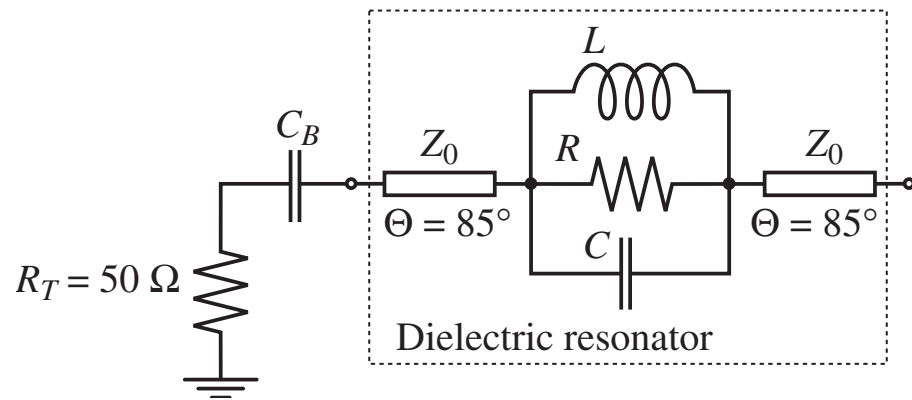 L
C_B
Z_0
R
Z_0
Θ = 85°
C
Θ = 85°
R_T = 50 Ω
Dielectric resonator